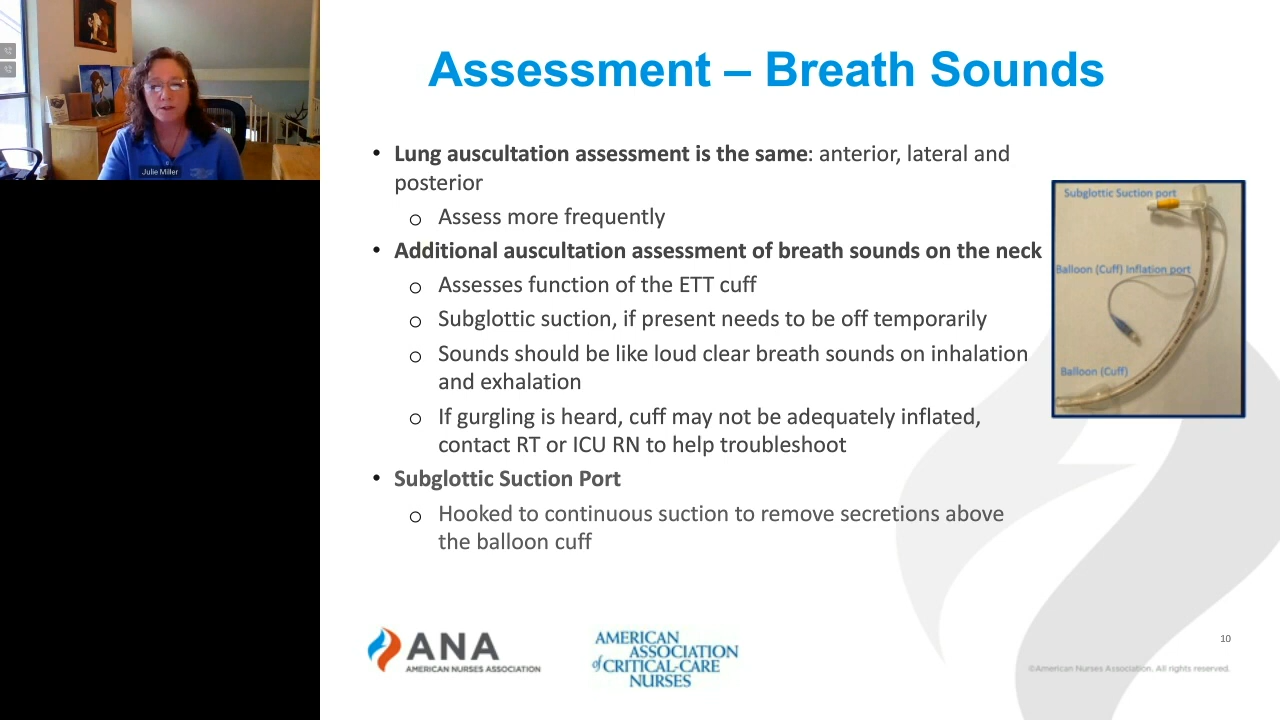 Julie Miller
Assessment – Breath Sounds
• Lung auscultation assessment is the same: anterior, lateral and
posterior
o Assess more frequently
• Additional auscultation assessment of breath sounds on the neck
o Assesses function of the ETT cuff
o Subglottic suction, if present needs to be off temporarily
o Sounds should be like loud clear breath sounds on inhalation
and exhalation
o If gurgling is heard, cuff may not be adequately inflated,
contact RT or ICU RN to help troubleshoot
• Subglottic Suction Port
o Hooked to continuous suction to remove secretions above
the balloon cuff
Subglottic Suction port
Balloon (Cuff) Inflation port
Balloon (Cuff)
ANA
AMERICAN NURSES ASSOCIATION
AMERICAN
ASSOCIATION
of CRITICAL-CARE
NURSES
10
©American Nurses Association. All rights reserved.